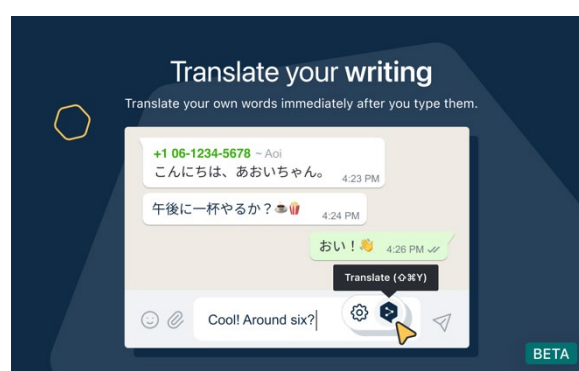 Translate your writing
Translate your own words immediately after you type them.
+1 06-1234-5678 ~ Aoi
こんにちは、あおいちゃん。 4:23 PM
午後に一杯やるか？☕🍿 4:24 PM
おい！👋 4:26 PM
Translate (⇧⌘Y)
Cool! Around six?
BETA